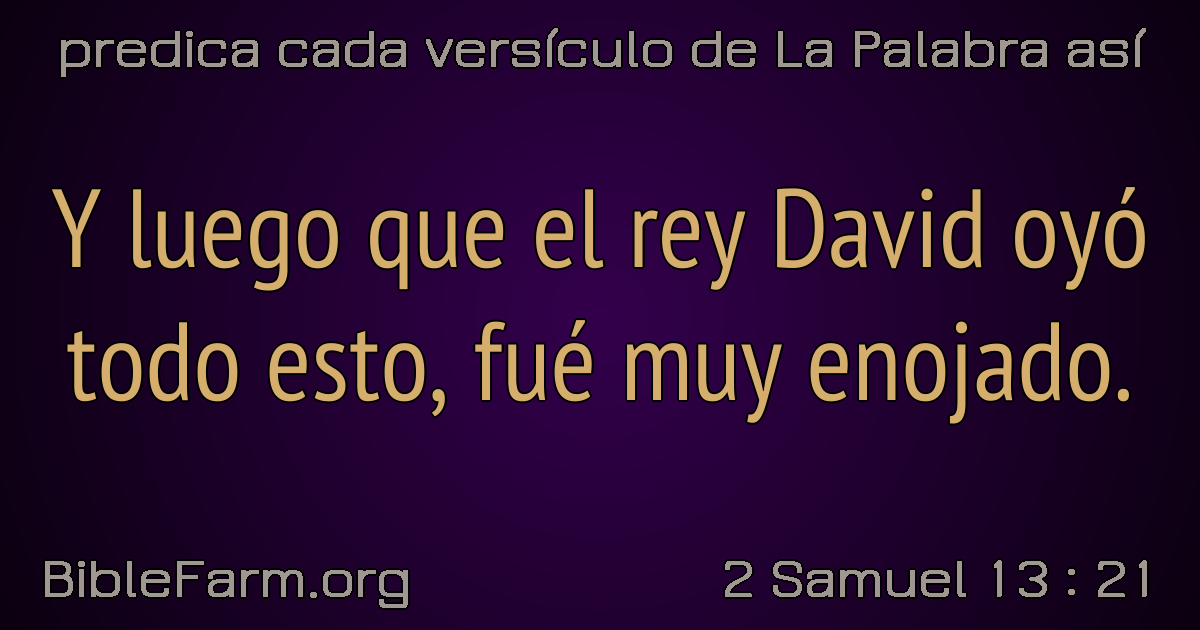 predica cada versículo de La Palabra así
Y luego que el rey David oyó
todo esto, fué muy enojado.
BibleFarm.org
2 Samuel 13 : 21